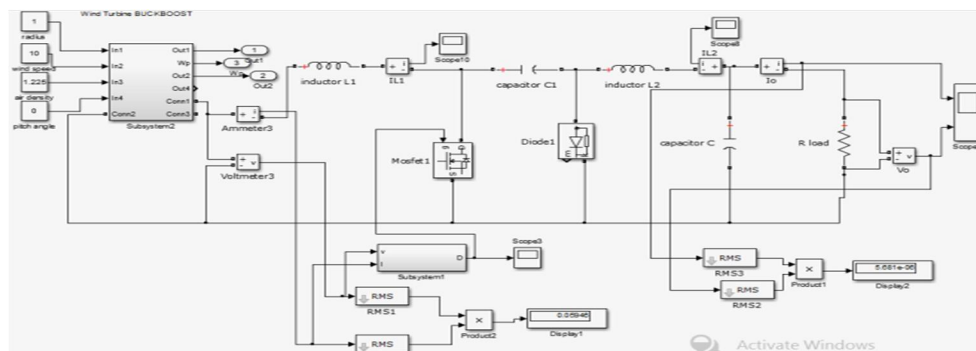 Wind Turbine BUCKBOOST
1
radius
10
wind speed
1.225
air density
0
pitch angle
In1
In2
In3
In4
Conn2
Out1
Wp
Out2
Out4
Conn1
Conn3
Subsystem2
1
Out1
3
Wp
2
Out2
+ - i
Ammeter3
+ - v
Voltmeter3
inductor L1
+ - i
IL1
Scope10
capacitor C1
inductor L2
Scope8
IL2
+ - i
Io
Mosfet1
g
D
S
Diode1
capacitor C
R load
+ - v
Vo
Scope
v
I
D
Subsystem1
Scope3
RMS
RMS1
RMS
×
Product2
0.05946
Display1
RMS
RMS3
RMS
RMS2
×
Product1
5.681e-06
Display2
Activate Windows